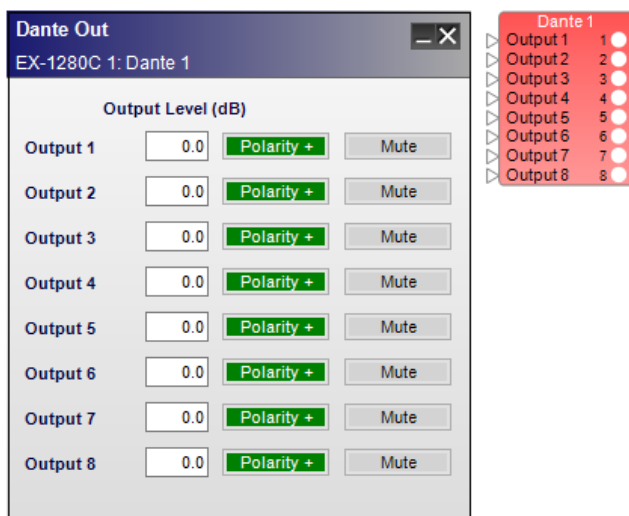 Dante Out
EX-1280C 1: Dante 1
Output Level (dB)
Output 1 0.0 Polarity + Mute
Output 2 0.0 Polarity + Mute
Output 3 0.0 Polarity + Mute
Output 4 0.0 Polarity + Mute
Output 5 0.0 Polarity + Mute
Output 6 0.0 Polarity + Mute
Output 7 0.0 Polarity + Mute
Output 8 0.0 Polarity + Mute
Dante 1
Output 1 1
Output 2 2
Output 3 3
Output 4 4
Output 5 5
Output 6 6
Output 7 7
Output 8 8